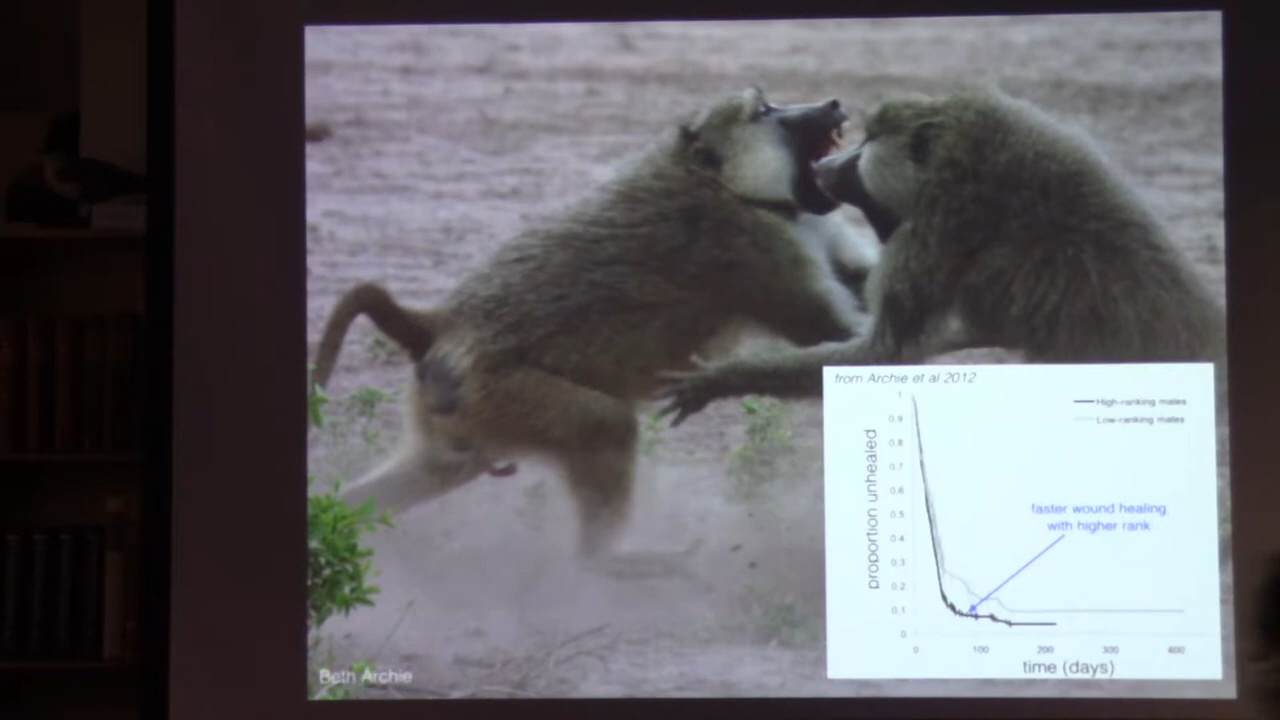 from Archie et al 2012
High-ranking males
Low-ranking males
1
0.9
0.8
0.7
0.6
0.5
0.4
0.3
0.2
0.1
0
proportion unhealed
faster wound healing
with higher rank
0 100 200 300 400
time (days)
Beth Archie